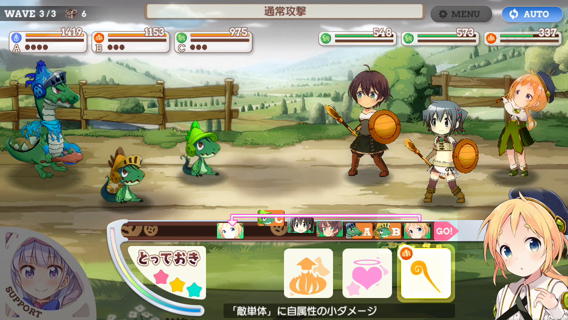 WAVE 3/3 6
通常攻撃
MENU
AUTO
1419
1153
975
548
573
337
A
B
C
C
A
B
GO!
とっておき
SUPPORT
「敵単体」に自属性の小ダメージ